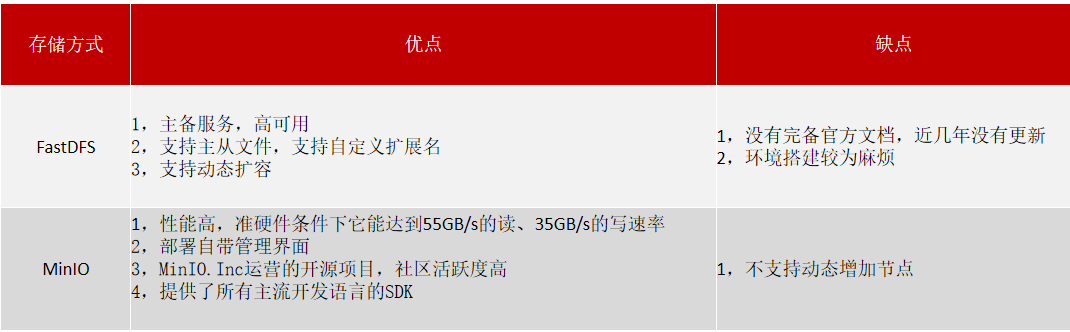 存储方式
优点
缺点
FastDFS
1，主备服务，高可用
2，支持主从文件，支持自定义扩展名
3，支持动态扩容
1，没有完备官方文档，近几年没有更新
2，环境搭建较为麻烦
MinIO
1，性能高，准硬件条件下它能达到55GB/s的读、35GB/s的写速率
2，部署自带管理界面
3，MinIO.Inc运营的开源项目，社区活跃度高
4，提供了所有主流开发语言的SDK
1，不支持动态增加节点